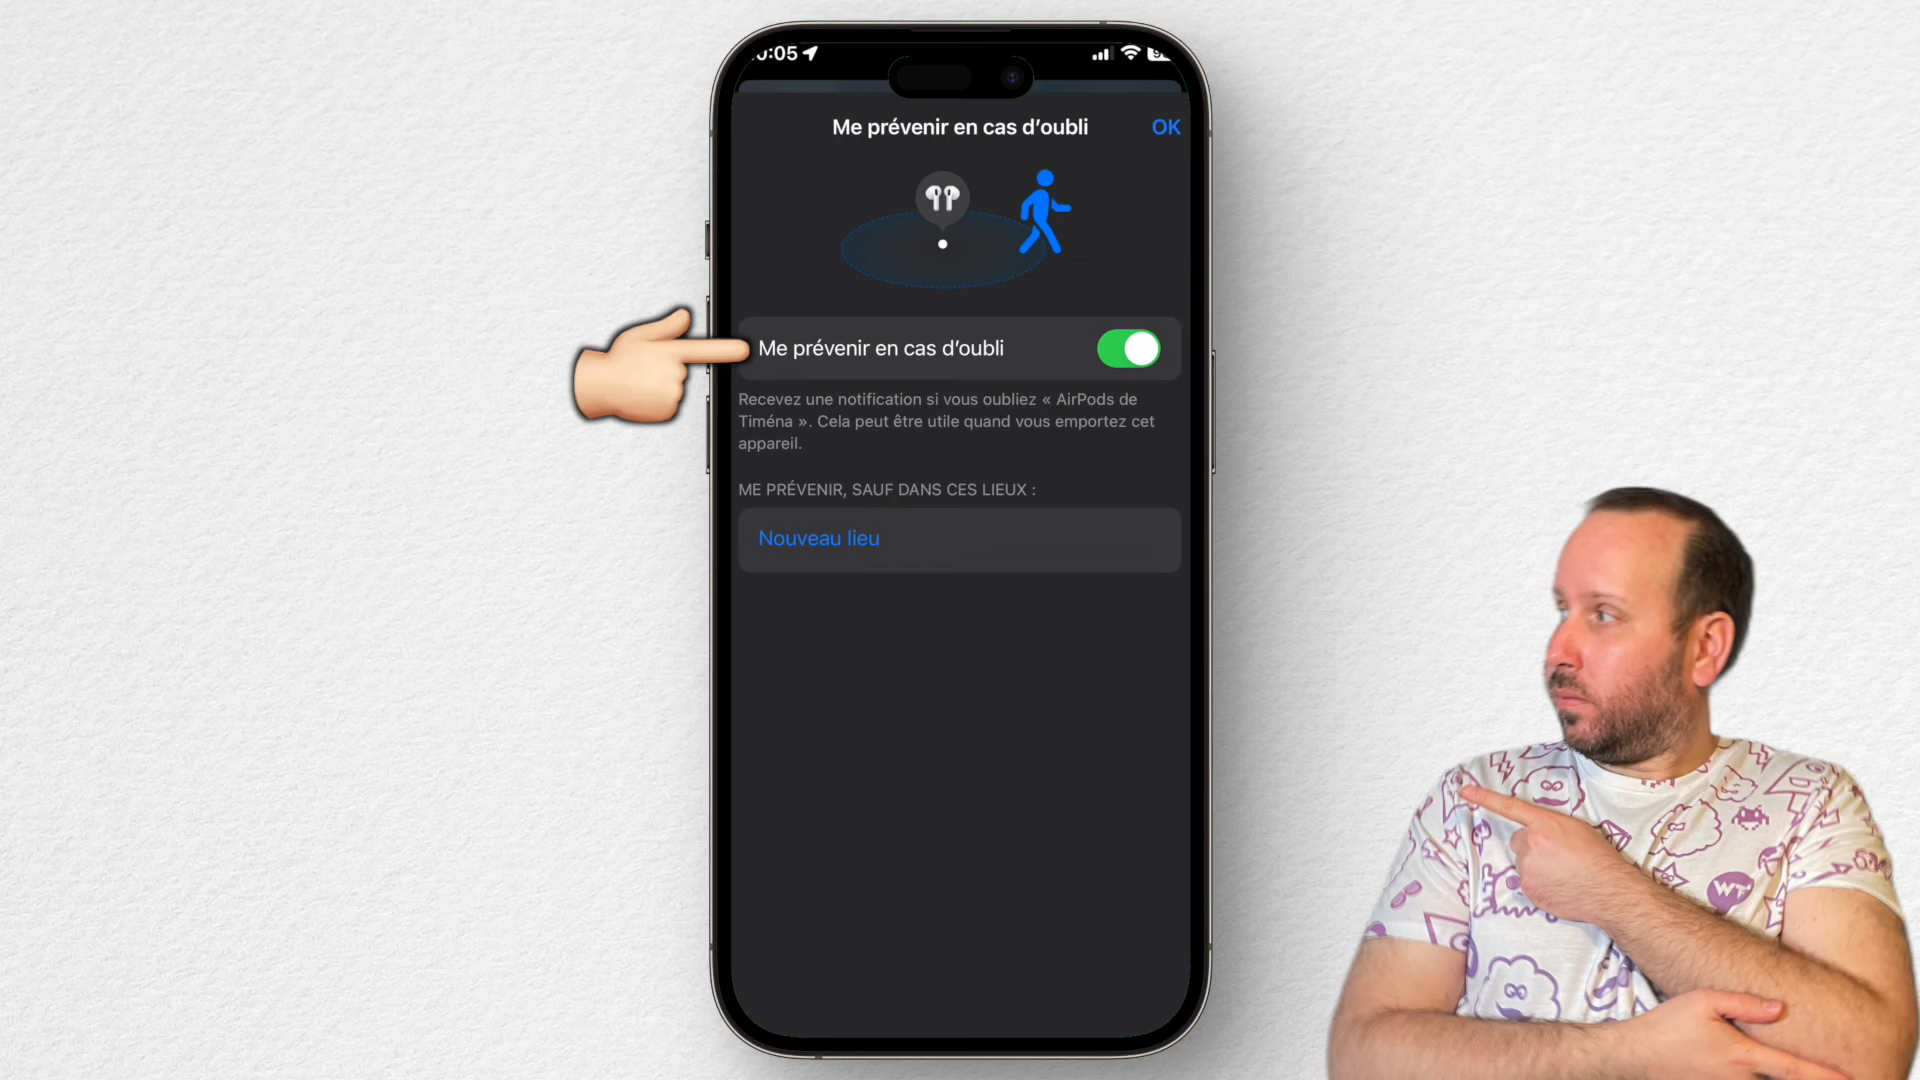 :05
Me prévenir en cas d’oubli
OK
Me prévenir en cas d’oubli
Recevez une notification si vous oubliez « AirPods de
Tiména ». Cela peut être utile quand vous emportez cet
appareil.
ME PRÉVENIR, SAUF DANS CES LIEUX :
Nouveau lieu
WT